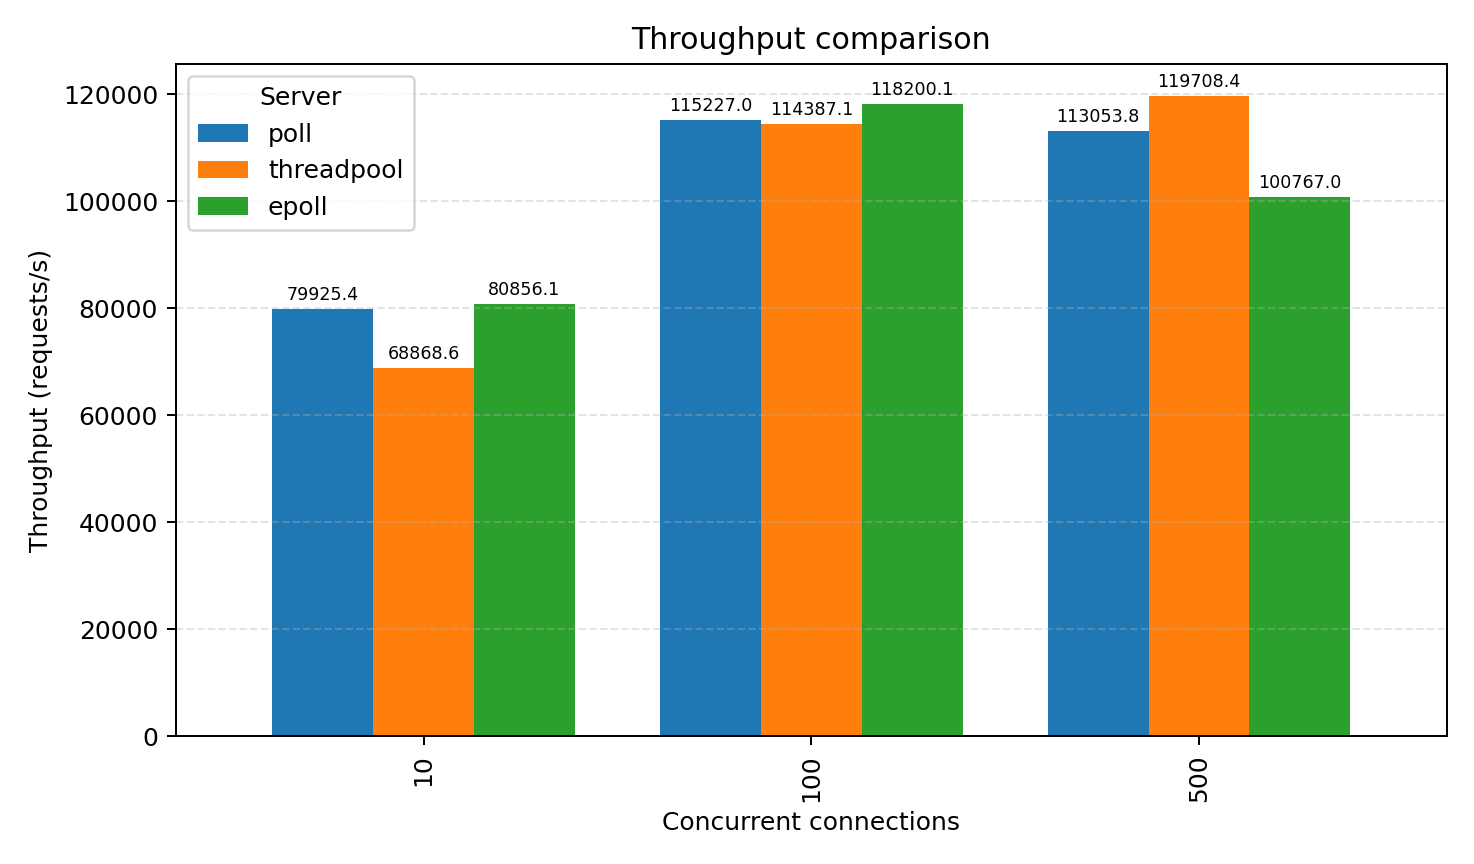 Throughput comparison
Server
poll
threadpool
epoll
Throughput (requests/s)
120000
100000
80000
60000
40000
20000
0
79925.4
68868.6
80856.1
115227.0
114387.1
118200.1
113053.8
119708.4
100767.0
10
100
500
Concurrent connections